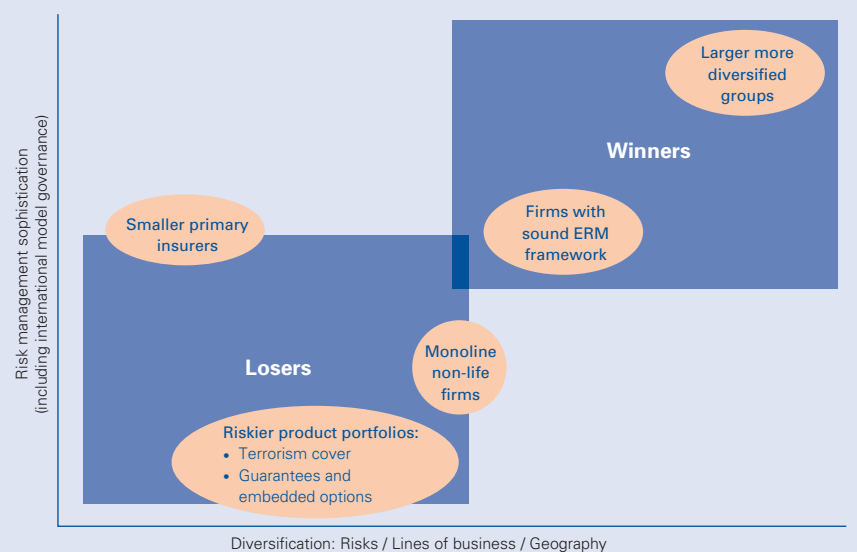 Larger more
diversified
groups
Winners
Smaller primary
insurers
Firms with
sound ERM
framework
Losers
Monoline
non-life
firms
Riskier product portfolios:
• Terrorism cover
• Guarantees and
embedded options
Risk management sophistication
(including international model governance)
Diversification: Risks / Lines of business / Geography